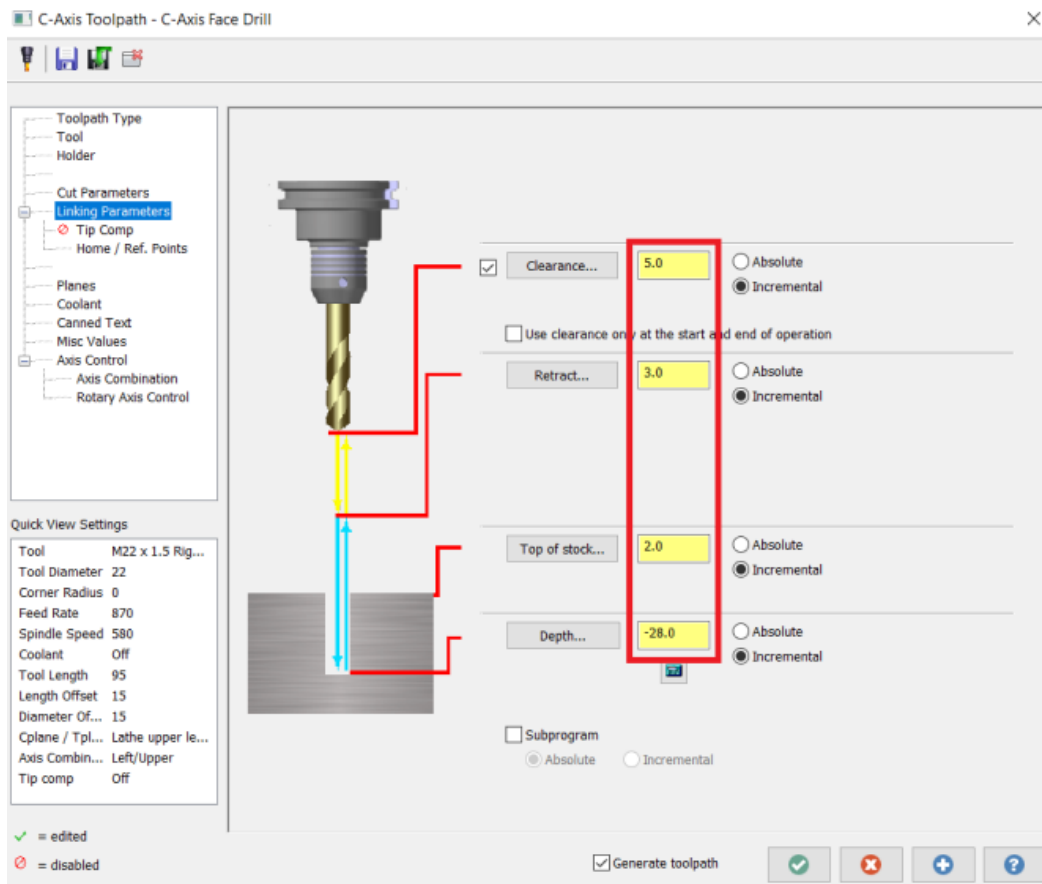 C-Axis Toolpath - C-Axis Face Drill
Toolpath Type
Tool
Holder
Cut Parameters
Linking Parameters
Tip Comp
Home / Ref. Points
Planes
Coolant
Canned Text
Misc Values
Axis Control
Axis Combination
Rotary Axis Control
Quick View Settings
Tool M22 x 1.5 Rig...
Tool Diameter 22
Corner Radius 0
Feed Rate 870
Spindle Speed 580
Coolant Off
Tool Length 95
Length Offset 15
Diameter Of... 15
Cplane / Tpl... Lathe upper le...
Axis Combin... Left/Upper
Tip comp Off
= edited
= disabled
Clearance... 5.0 Absolute
Incremental
Use clearance only at the start and end of operation
Retract... 3.0 Absolute
Incremental
Top of stock... 2.0 Absolute
Incremental
Depth... -28.0 Absolute
Incremental
Subprogram
Absolute Incremental
Generate toolpath